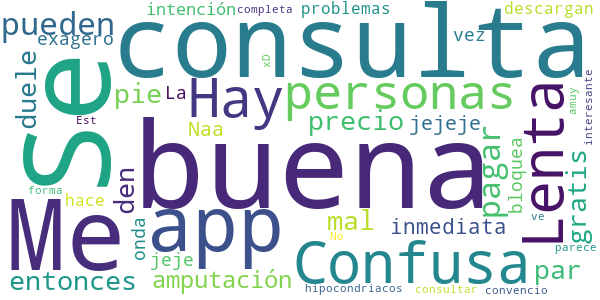 intención completa problemas descargan
pueden
exagero
consulta
vez
xD
duele
Se
pie
La
Hay
personas
interesante
Est
Naa
precio
jejeje
amuy
buena
Lenta
pagar
bloquea
gratis
den
forma
hace
Me
app
onda
mal
inmediata
No
ve
Confusa
parece
entonces
jeje
amputación
par
hipocondriacos
consultar
convencio